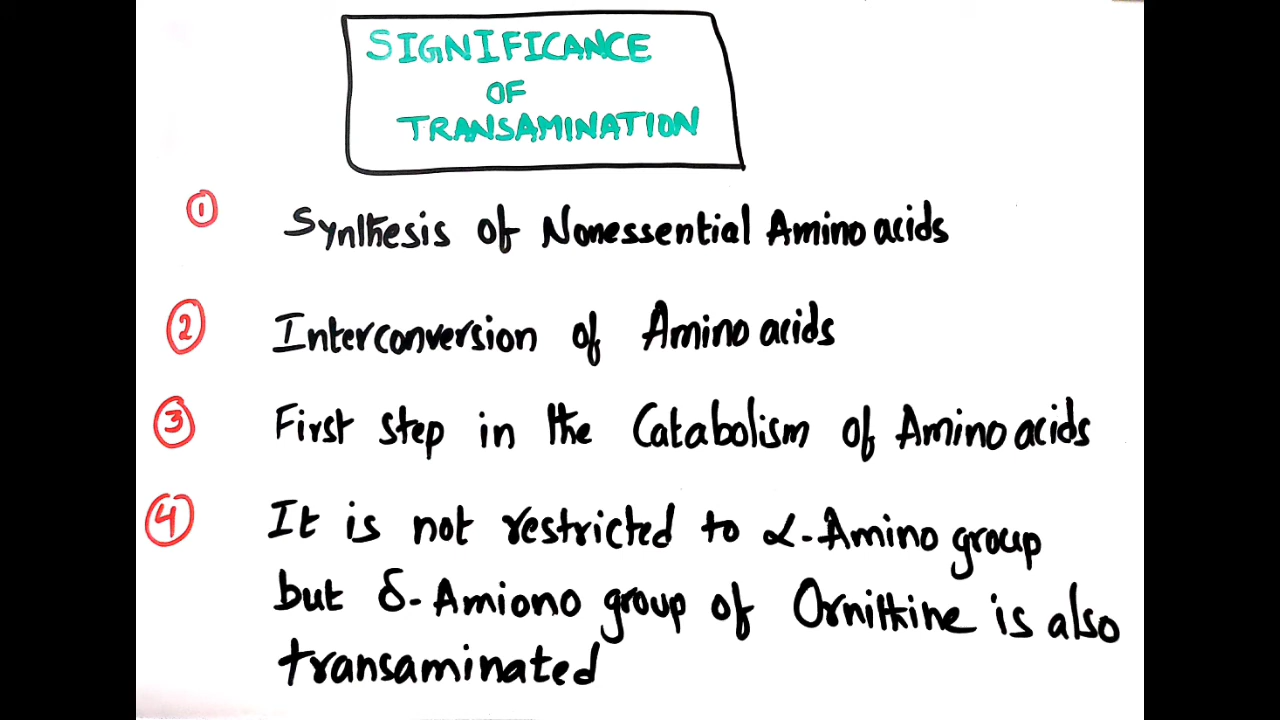 SIGNIFICANCE
OF
TRANSAMINATION
1 Synthesis of Nonessential Amino acids
2 Interconversion of Amino acids
3 First step in the Catabolism of Amino acids
4 It is not restricted to α-Amino group
but δ-Amiono group of Ornithine is also
transaminated